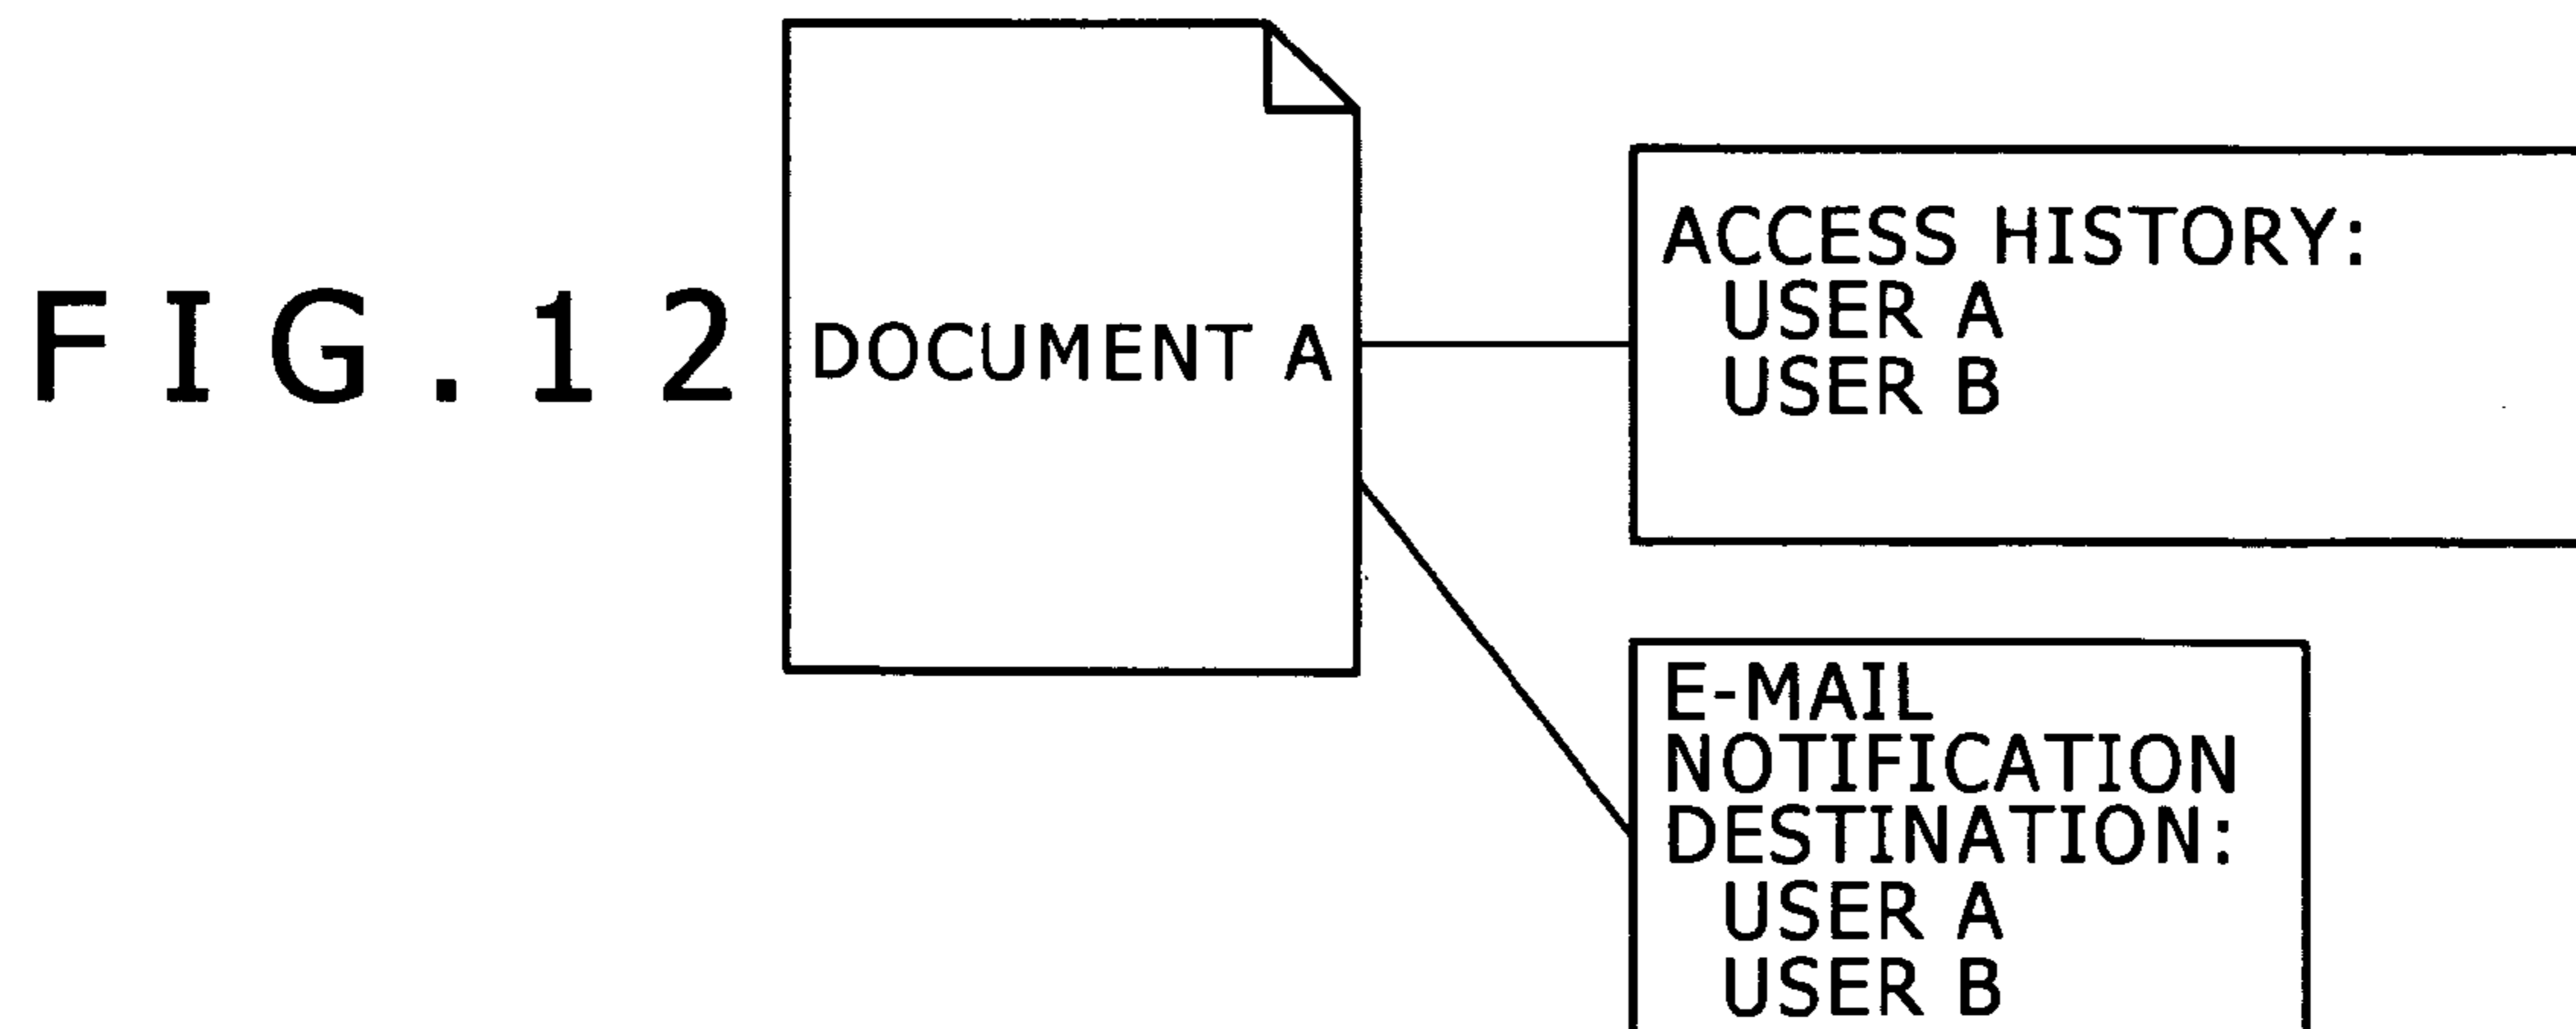 FIG.12
DOCUMENT A
ACCESS HISTORY:
USER A
USER B
E-MAIL
NOTIFICATION
DESTINATION:
USER A
USER B